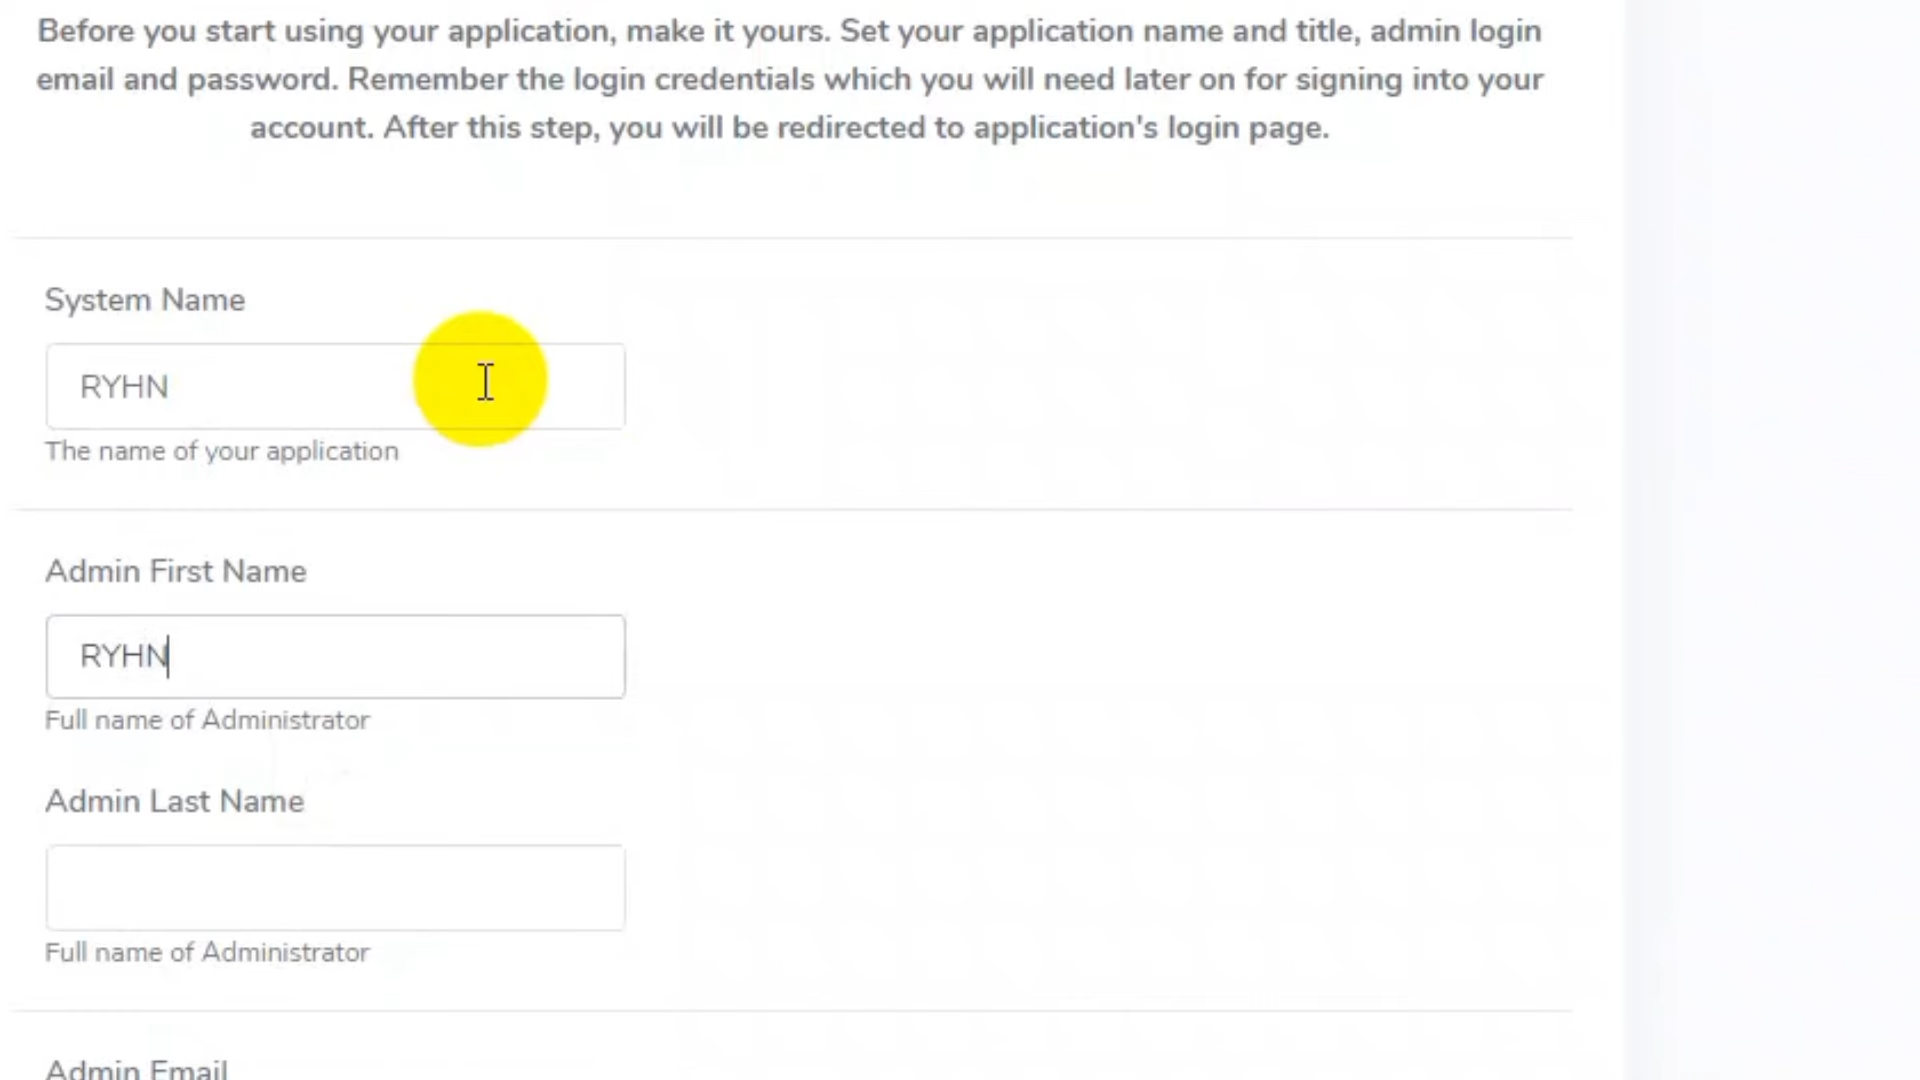 Before you start using your application, make it yours. Set your application name and title, admin login
email and password. Remember the login credentials which you will need later on for signing into your
account. After this step, you will be redirected to application's login page.
System Name
RYHN
The name of your application
Admin First Name
RYHN
Full name of Administrator
Admin Last Name
Full name of Administrator
Admin Email